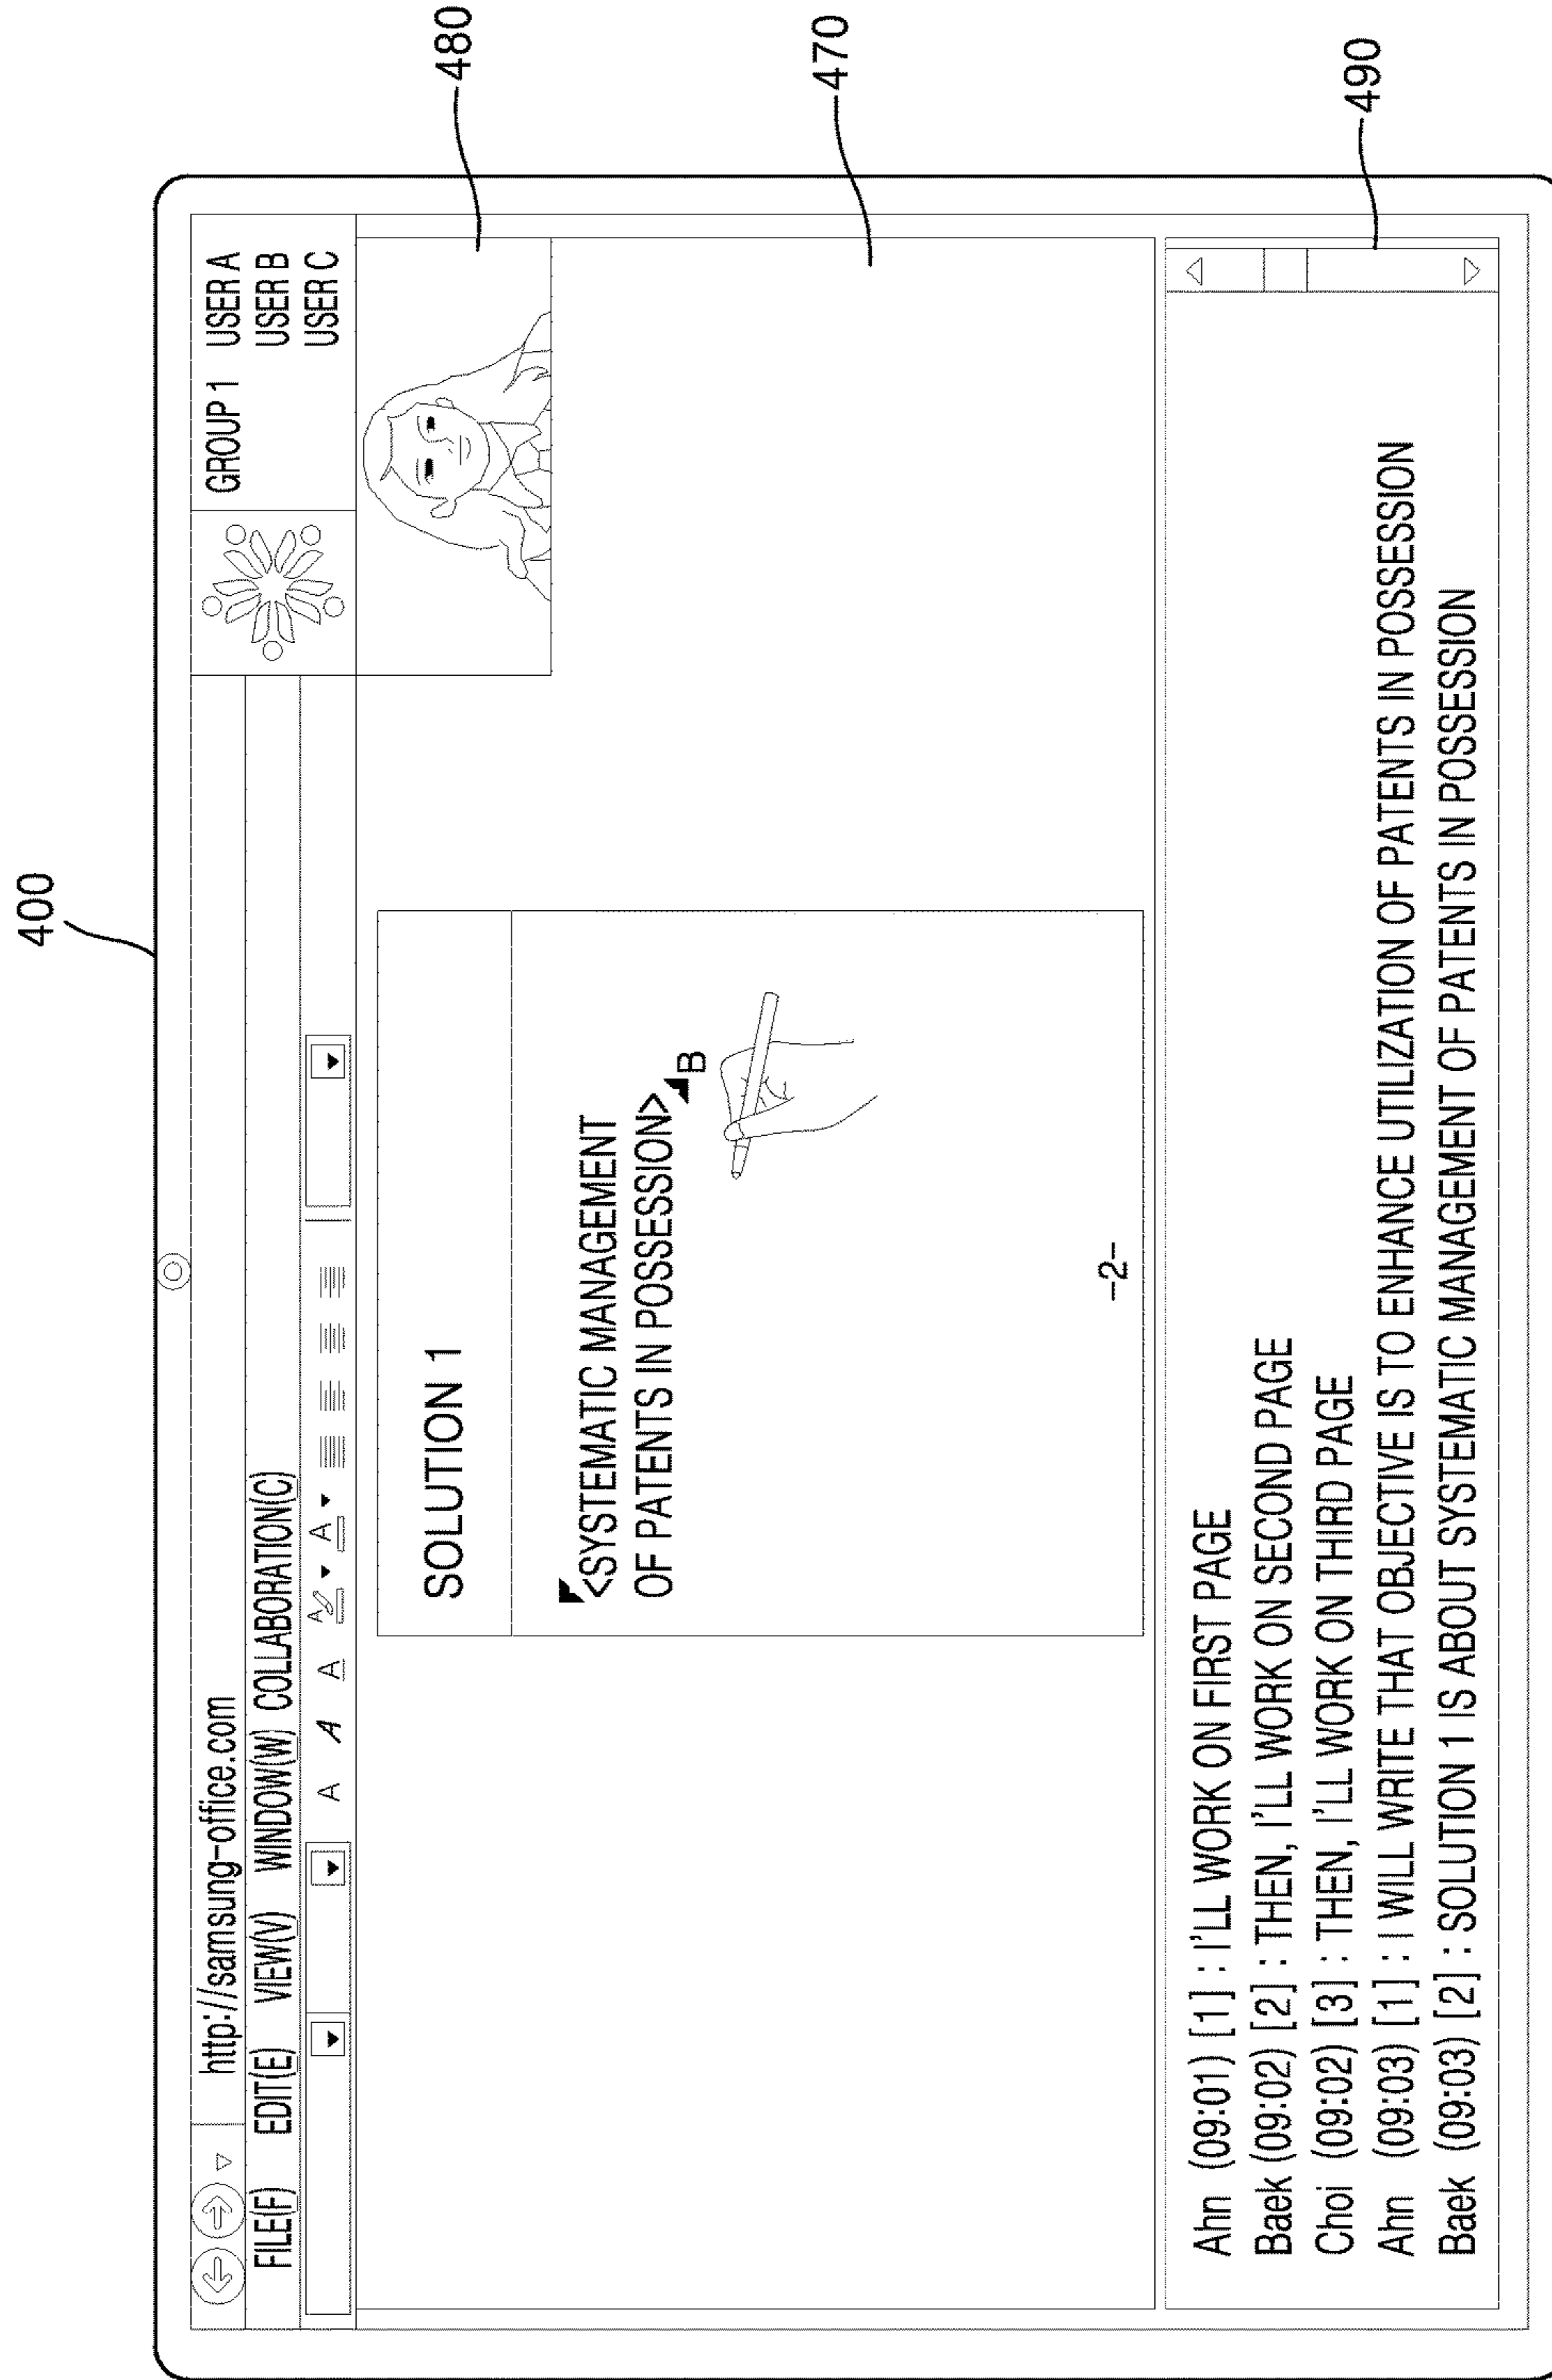 400
http://samsung-office.com
GROUP 1 USER A
USER B
USER C
FILE(F) EDIT(E) VIEW(V) WINDOW(W) COLLABORATION(C)
A A A A A
480
SOLUTION 1
<SYSTEMATIC MANAGEMENT
OF PATENTS IN POSSESSION>
B
470
-2-
Ahn (09:01) [1] : I'LL WORK ON FIRST PAGE
Baek (09:02) [2] : THEN, I'LL WORK ON SECOND PAGE
Choi (09:02) [3] : THEN, I'LL WORK ON THIRD PAGE
Ahn (09:03) [1] : I WILL WRITE THAT OBJECTIVE IS TO ENHANCE UTILIZATION OF PATENTS IN POSSESSION
Baek (09:03) [2] : SOLUTION 1 IS ABOUT SYSTEMATIC MANAGEMENT OF PATENTS IN POSSESSION
490